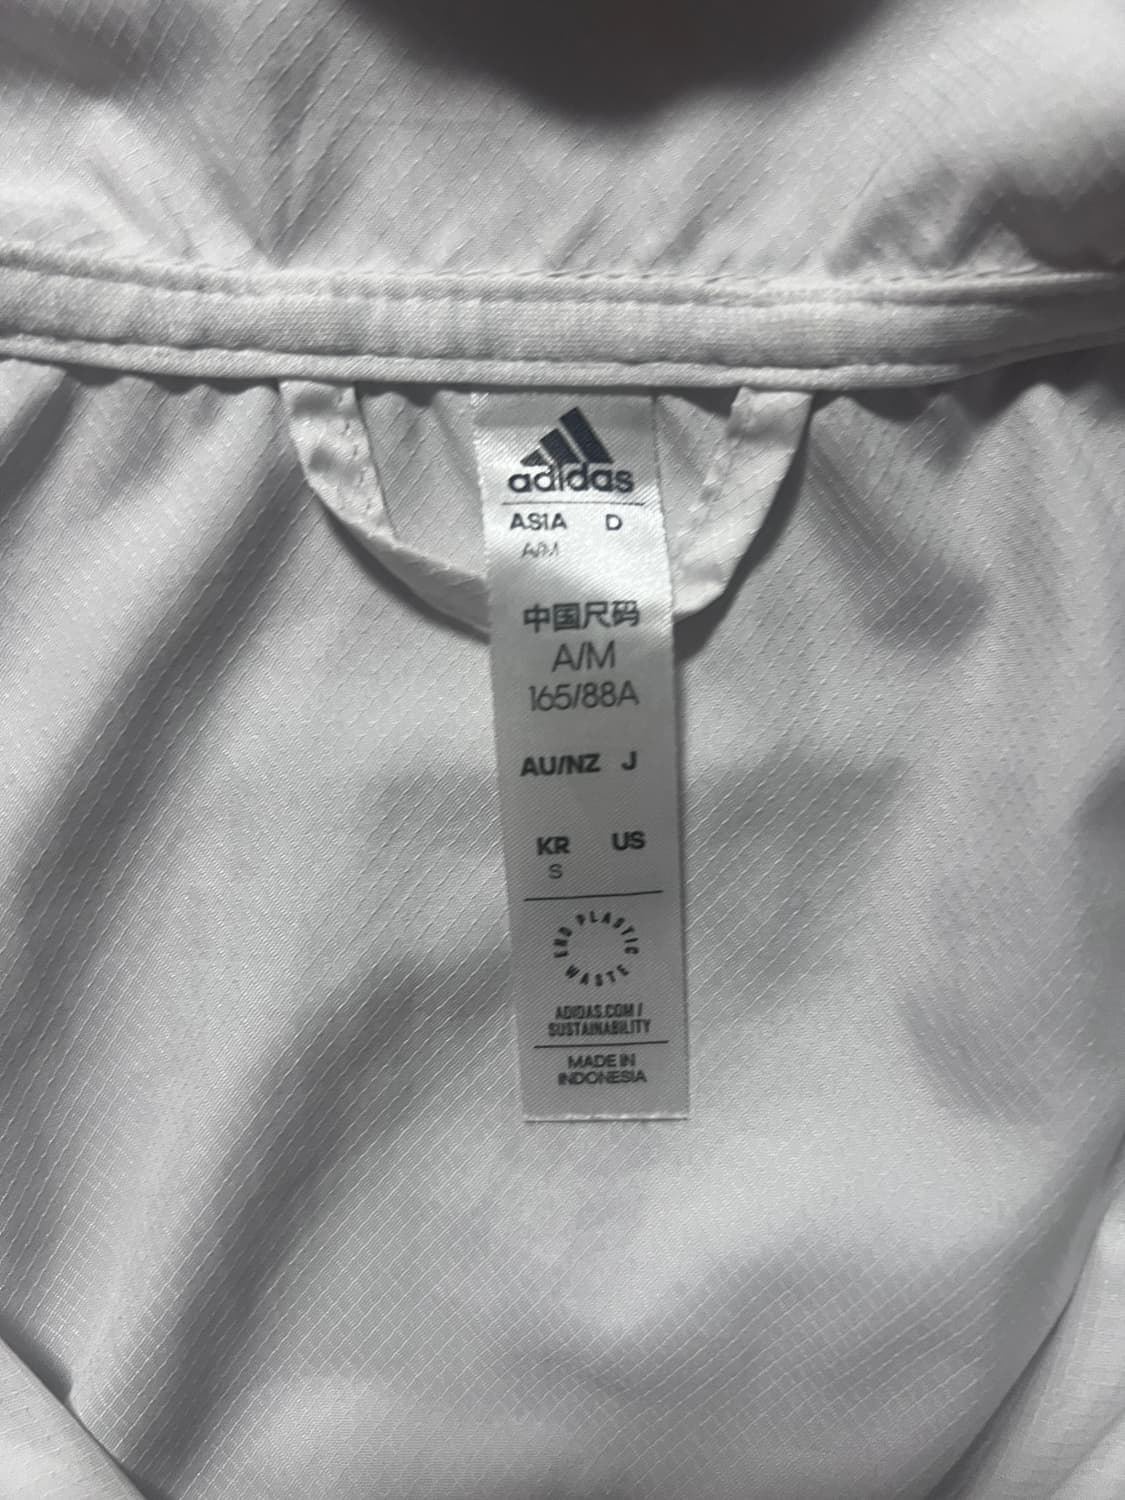 adidas
ASIA D
A/M
中国尺码
A/M
165/88A
AU/NZ J
KR US
S
END PLASTIC WASTE
ADIDAS.COM/
SUSTAINABILITY
MADE IN
INDONESIA